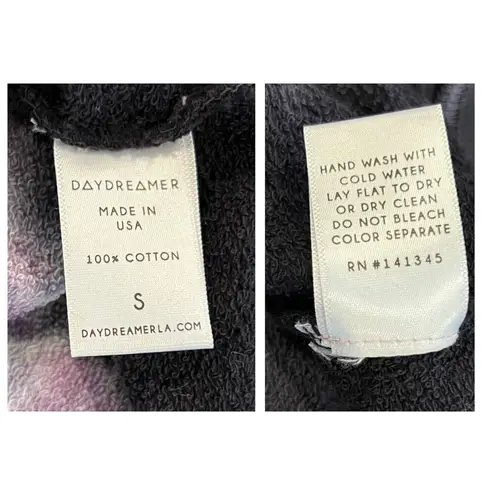 DAYDREAMER
MADE IN
USA
100% COTTON
S
DAYDREAMERLA.COM
HAND WASH WITH
COLD WATER
LAY FLAT TO DRY
OR DRY CLEAN
DO NOT BLEACH
COLOR SEPARATE
RN #141345